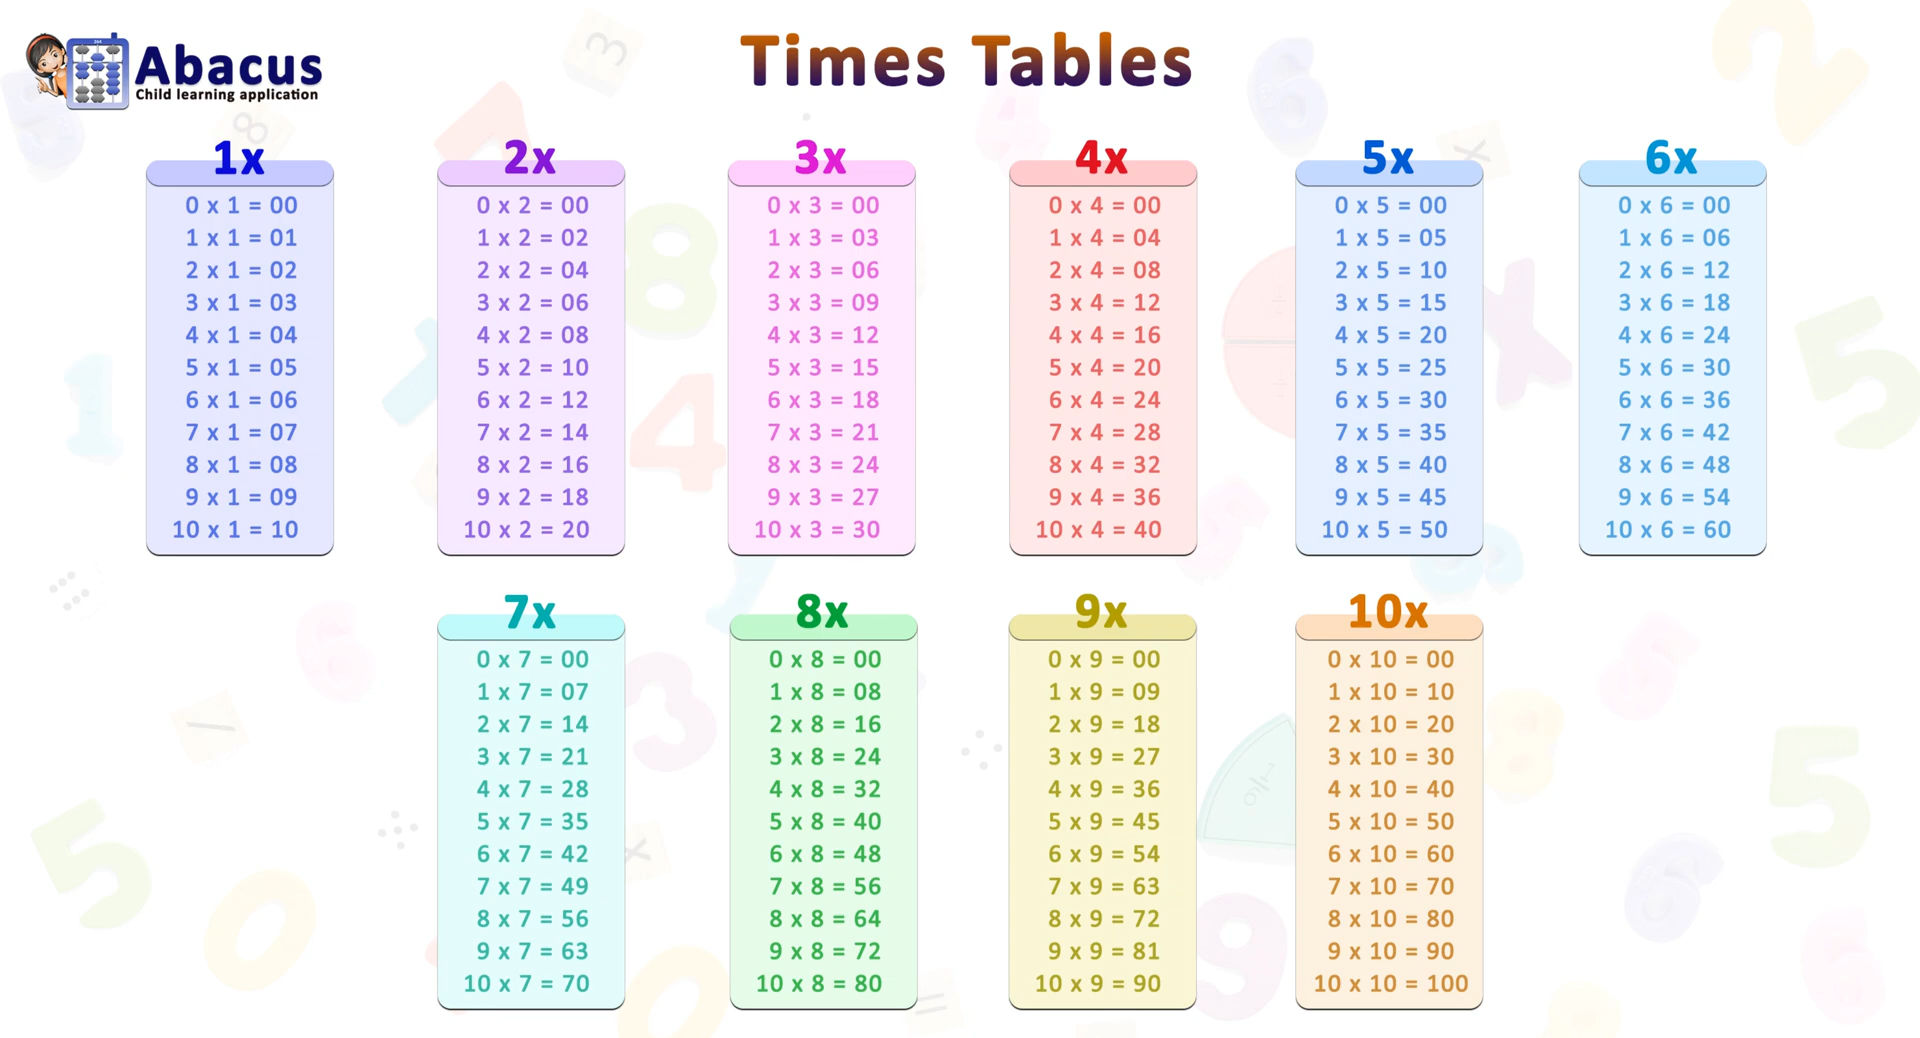 Abacus
Child learning application
Times Tables
1x
0 x 1 = 00
1 x 1 = 01
2 x 1 = 02
3 x 1 = 03
4 x 1 = 04
5 x 1 = 05
6 x 1 = 06
7 x 1 = 07
8 x 1 = 08
9 x 1 = 09
10 x 1 = 10
2x
0 x 2 = 00
1 x 2 = 02
2 x 2 = 04
3 x 2 = 06
4 x 2 = 08
5 x 2 = 10
6 x 2 = 12
7 x 2 = 14
8 x 2 = 16
9 x 2 = 18
10 x 2 = 20
3x
0 x 3 = 00
1 x 3 = 03
2 x 3 = 06
3 x 3 = 09
4 x 3 = 12
5 x 3 = 15
6 x 3 = 18
7 x 3 = 21
8 x 3 = 24
9 x 3 = 27
10 x 3 = 30
4x
0 x 4 = 00
1 x 4 = 04
2 x 4 = 08
3 x 4 = 12
4 x 4 = 16
5 x 4 = 20
6 x 4 = 24
7 x 4 = 28
8 x 4 = 32
9 x 4 = 36
10 x 4 = 40
5x
0 x 5 = 00
1 x 5 = 05
2 x 5 = 10
3 x 5 = 15
4 x 5 = 20
5 x 5 = 25
6 x 5 = 30
7 x 5 = 35
8 x 5 = 40
9 x 5 = 45
10 x 5 = 50
6x
0 x 6 = 00
1 x 6 = 06
2 x 6 = 12
3 x 6 = 18
4 x 6 = 24
5 x 6 = 30
6 x 6 = 36
7 x 6 = 42
8 x 6 = 48
9 x 6 = 54
10 x 6 = 60
7x
0 x 7 = 00
1 x 7 = 07
2 x 7 = 14
3 x 7 = 21
4 x 7 = 28
5 x 7 = 35
6 x 7 = 42
7 x 7 = 49
8 x 7 = 56
9 x 7 = 63
10 x 7 = 70
8x
0 x 8 = 00
1 x 8 = 08
2 x 8 = 16
3 x 8 = 24
4 x 8 = 32
5 x 8 = 40
6 x 8 = 48
7 x 8 = 56
8 x 8 = 64
9 x 8 = 72
10 x 8 = 80
9x
0 x 9 = 00
1 x 9 = 09
2 x 9 = 18
3 x 9 = 27
4 x 9 = 36
5 x 9 = 45
6 x 9 = 54
7 x 9 = 63
8 x 9 = 72
9 x 9 = 81
10 x 9 = 90
10x
0 x 10 = 00
1 x 10 = 10
2 x 10 = 20
3 x 10 = 30
4 x 10 = 40
5 x 10 = 50
6 x 10 = 60
7 x 10 = 70
8 x 10 = 80
9 x 10 = 90
10 x 10 = 100